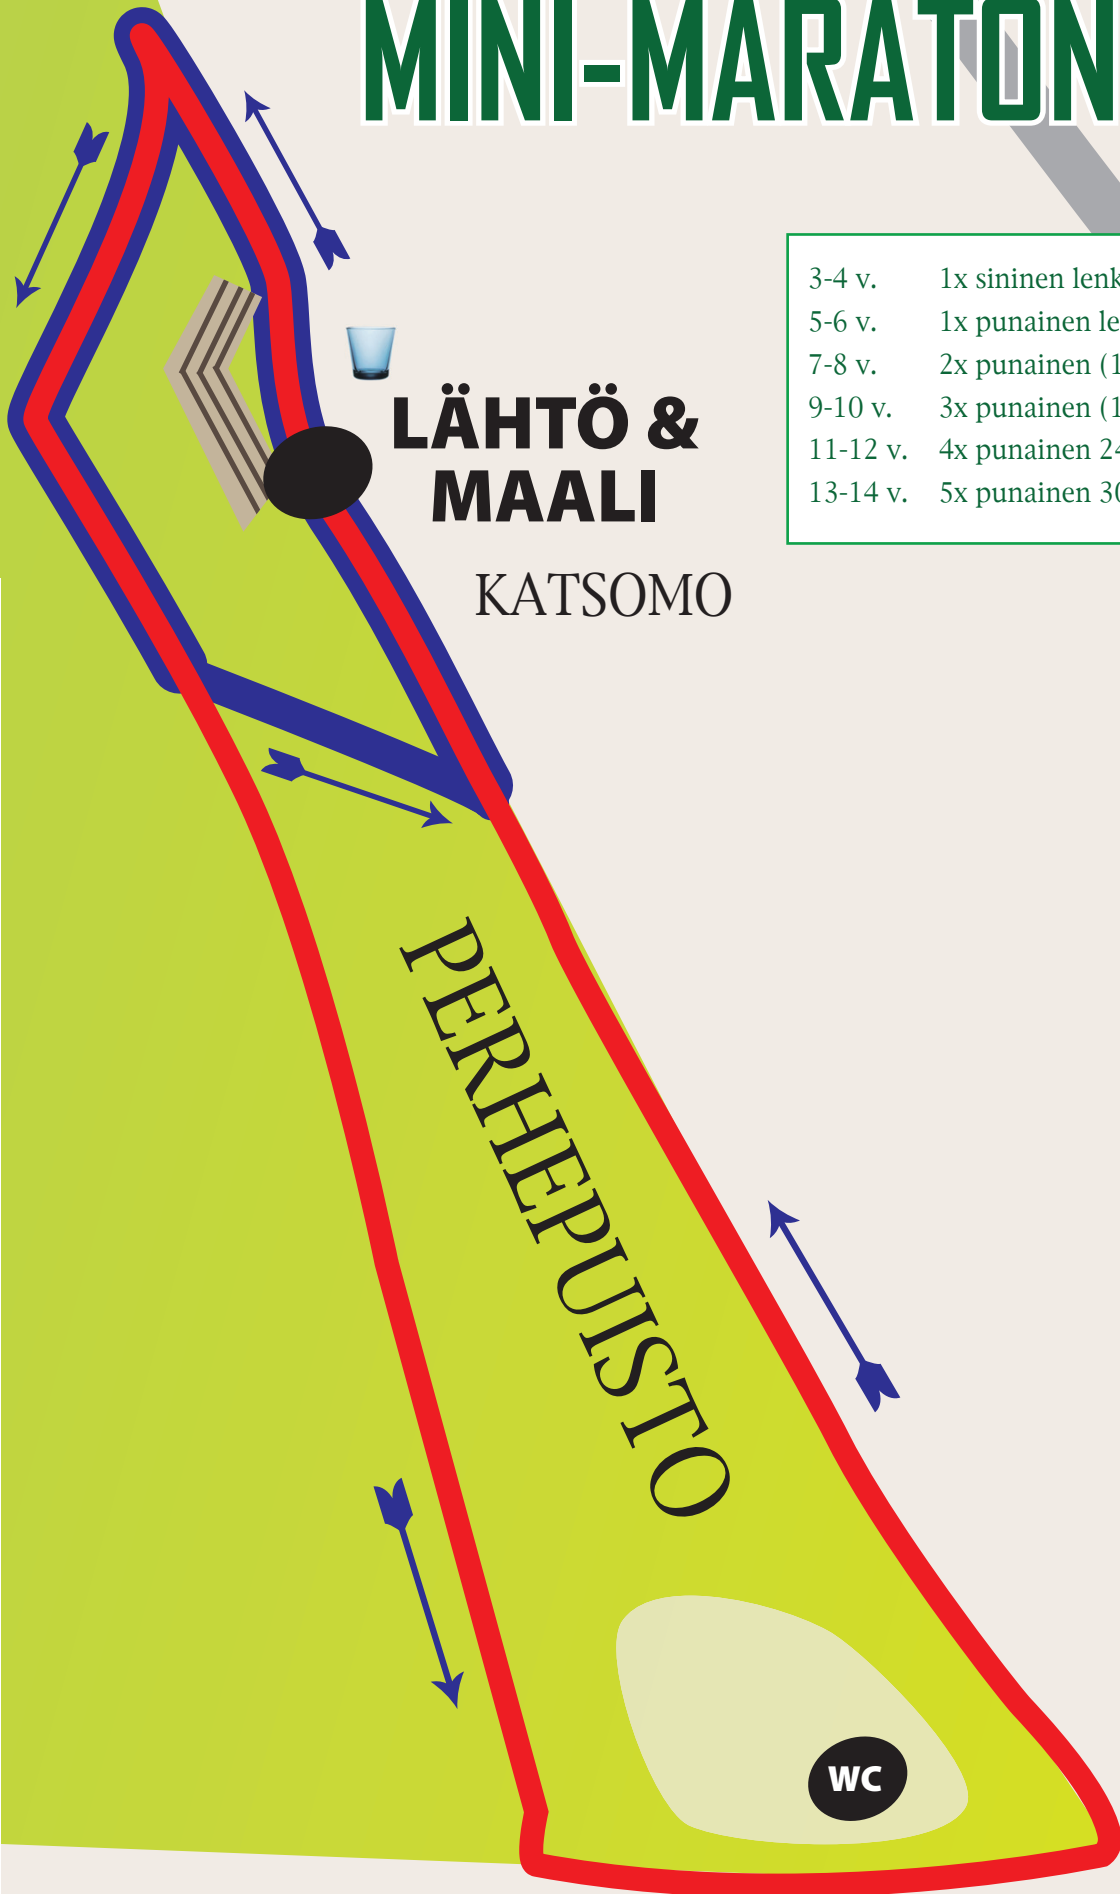 MINI-MARATON
3-4 v. 1x sininen
5-6 v. 1x punainen
7-8 v. 2x punainen
9-10 v. 3x punainen
11-12 v. 4x punainen
13-14 v. 5x punainen
LÄHTÖ &
MAALI
KATSOMO
PERHEPUISTO
WC